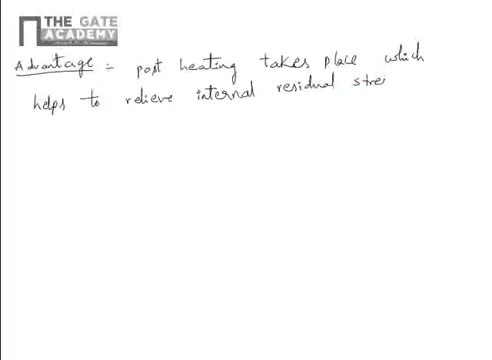 THE GATE
ACADEMY
Advantage :- post heating takes place which
helps to relieve internal residual stre